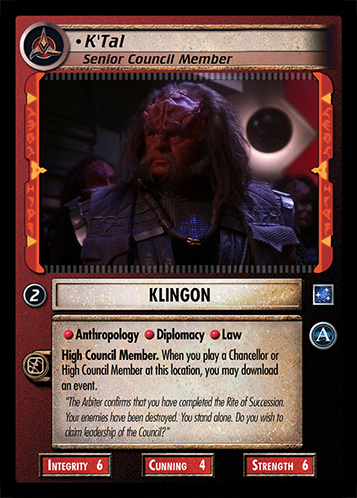 • K'Tal
Senior Council Member
2
KLINGON
• Anthropology • Diplomacy • Law
A
High Council Member. When you play a Chancellor or
High Council Member at this location, you may download
an event.
"The Arbiter confirms that you have completed the Rite of Succession.
Your enemies have been destroyed. You stand alone. Do you wish to
claim leadership of the Council?"
INTEGRITY 6 CUNNING 4 STRENGTH 6